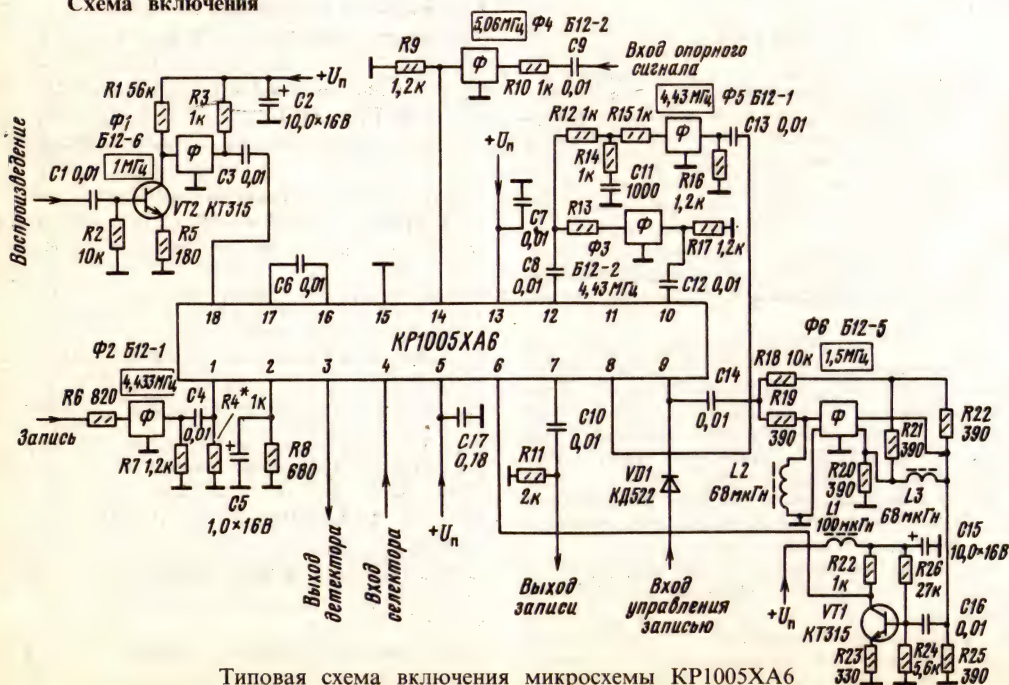 Схема включения
5,06МГц Ф4 Б12-2
R9
1,2к
Ф
R10 1к
C9
0,01
Вход опорного
сигнала
+Uп
R1 56к
R3
1к
C2
10,0×16В
Ф1
Б12-6
1МГц
Ф
C3 0,01
Воспроизведение
C1 0,01
VT2 КТ315
R2
10к
R5
180
+Uп
C7
0,01
R12 1к
R15 1к
4,43МГц
Ф5 Б12-1
Ф
C13 0,01
R14
1к
C11
1000
R16
1,2к
R13
Ф
R17 1,2к
Ф3
Б12-2
4,43МГц
C8
0,01
C12 0,01
C6 0,01
18 17 16 15 14 13 12 11 10
КР1005ХА6
1 2 3 4 5 6 7 8 9
Ф2 Б12-1
4,433МГц
R6 820
Ф
Запись
C4
0,01
R4* 1к
R7 1,2к
C5
1,0×16В
R8
680
Выход
детектора
Вход
селектора
C17
0,18
+Uп
C10
0,01
R11
2к
Выход
записи
VD1
КД522
Вход
управления
записью
C14
0,01
Ф6 Б12-5
R18 10к
1,5МГц
R19
390
Ф
R21
390
R22
390
L2
68мкГн
R20
390
L3
68мкГн
L1
100мкГн
C15
10,0×16В
+Uп
R22
1к
R26
27к
VT1
КТ315
C16
0,01
R23
330
R24
5,6к
R25
390
Типовая схема включения микросхемы КР1005ХА6